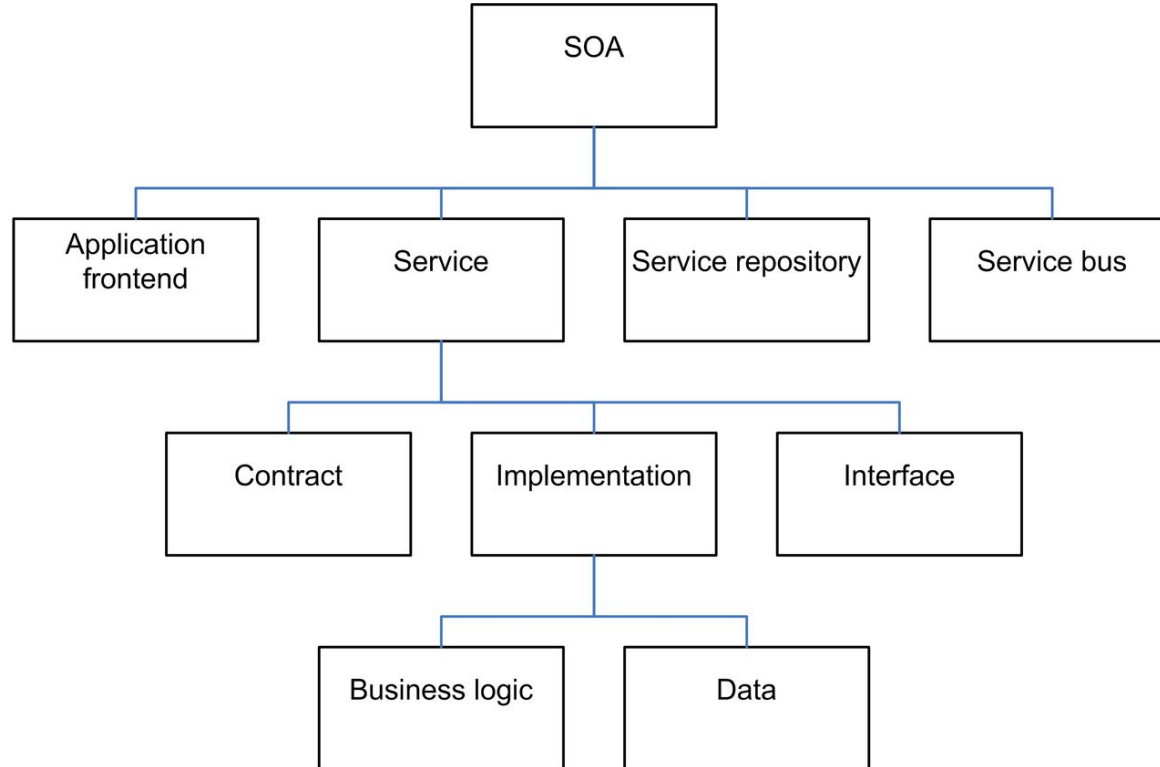 SOA
Application
frontend
Service
Service repository
Service bus
Contract
Implementation
Interface
Business logic
Data